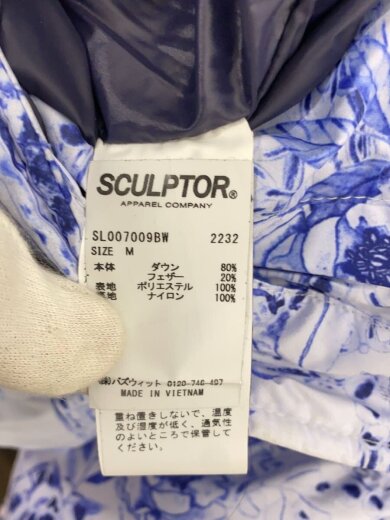 SCULPTOR®
APPAREL COMPANY
SL007009BW 2232
SIZE M
本体 ダウン 80%
フェザー 20%
表地 ポリエステル 100%
裏地 ナイロン 100%
㈱バズウィット 0120-746-497
MADE IN VIETNAM
重ね置きしないで、温度
及び湿度が低く、通気性
のよいところで保管して
ください。